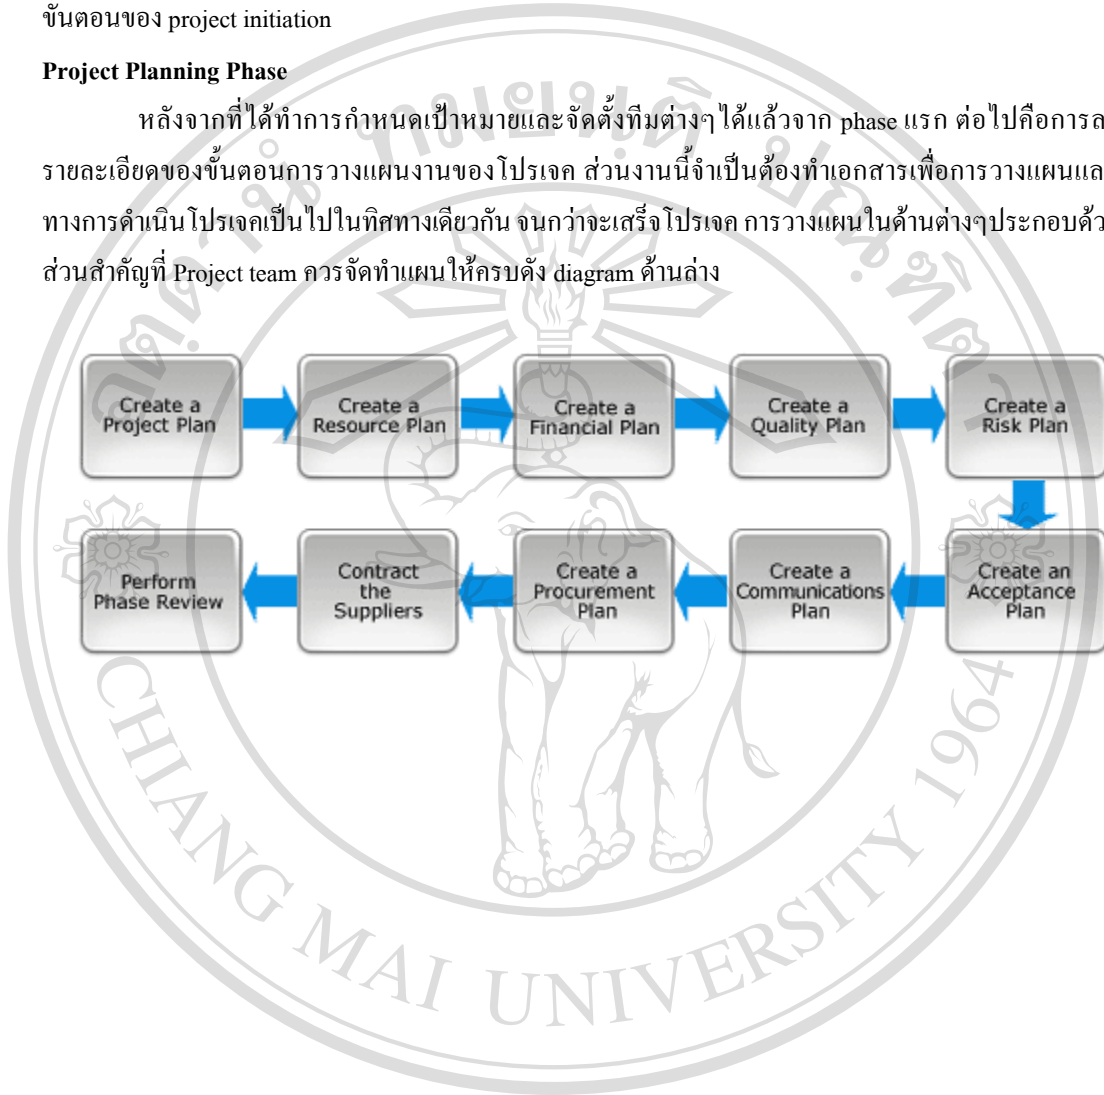 ขั้นตอนของ project initiation
Project Planning Phase
หลังจากที่ได้ทำการกำหนดเป้าหมายและจัดตั้งทีมต่างๆ ได้แล้วจาก phase แรก ต่อไปคือการล
รายละเอียดของขั้นตอนการวางแผนงานของโปรเจค ส่วนงานนี้จำเป็นต้องทำเอกสารเพื่อการวางแผนแล
ทางการดำเนินโปรเจคเป็นไปในทิศทางเดียวกัน จนกว่าจะเสร็จโปรเจค การวางแผนในด้านต่างๆประกอบด้ว
ส่วนสำคัญที่ Project team ควรจัดทำแผนให้ครบดัง diagram ด้านล่าง
Create a
Project Plan
Create a
Resource Plan
Create a
Financial Plan
Create a
Quality Plan
Create a
Risk Plan
Create an
Acceptance
Plan
Create a
Communications
Plan
Create a
Procurement
Plan
Contract
the
Suppliers
Perform
Phase Review
CHIANG MAI UNIVERSITY 1964